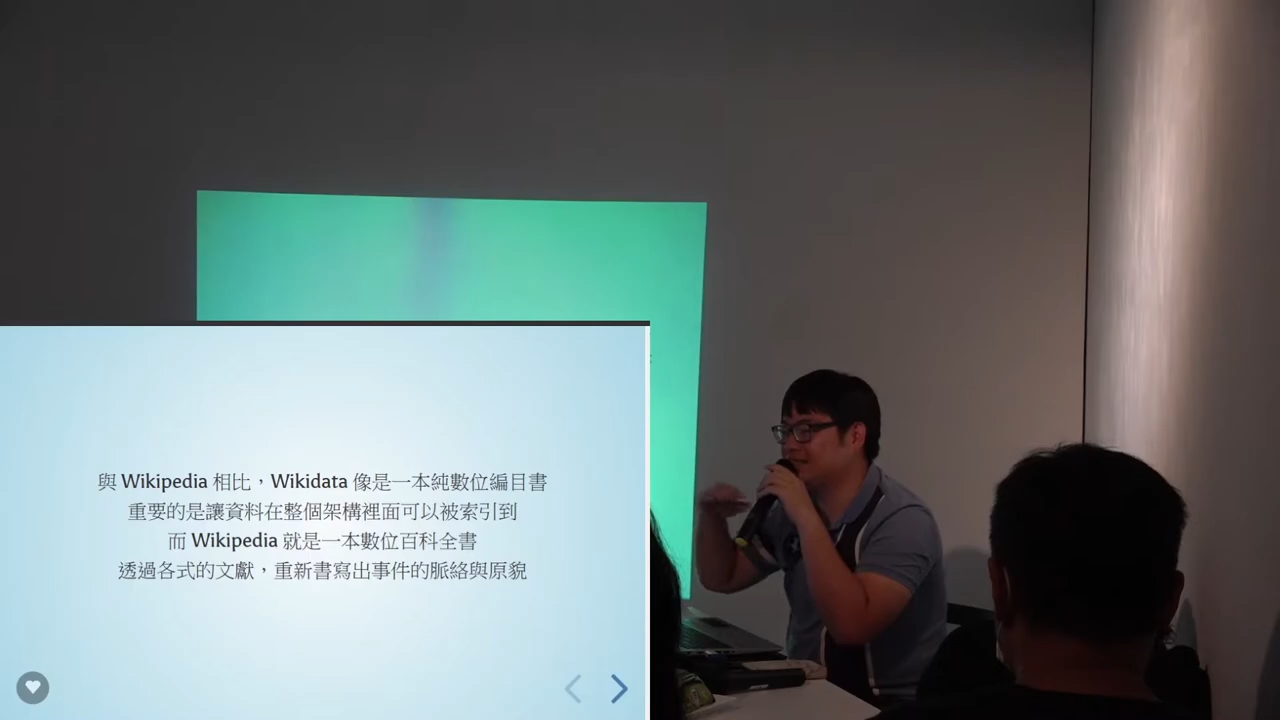 與 Wikipedia 相比，Wikidata 像是一本純數位編目書
重要的是讓資料在整個架構裡面可以被索引到
而 Wikipedia 就是一本數位百科全書
透過各式的文獻，重新書寫出事件的脈絡與原貌